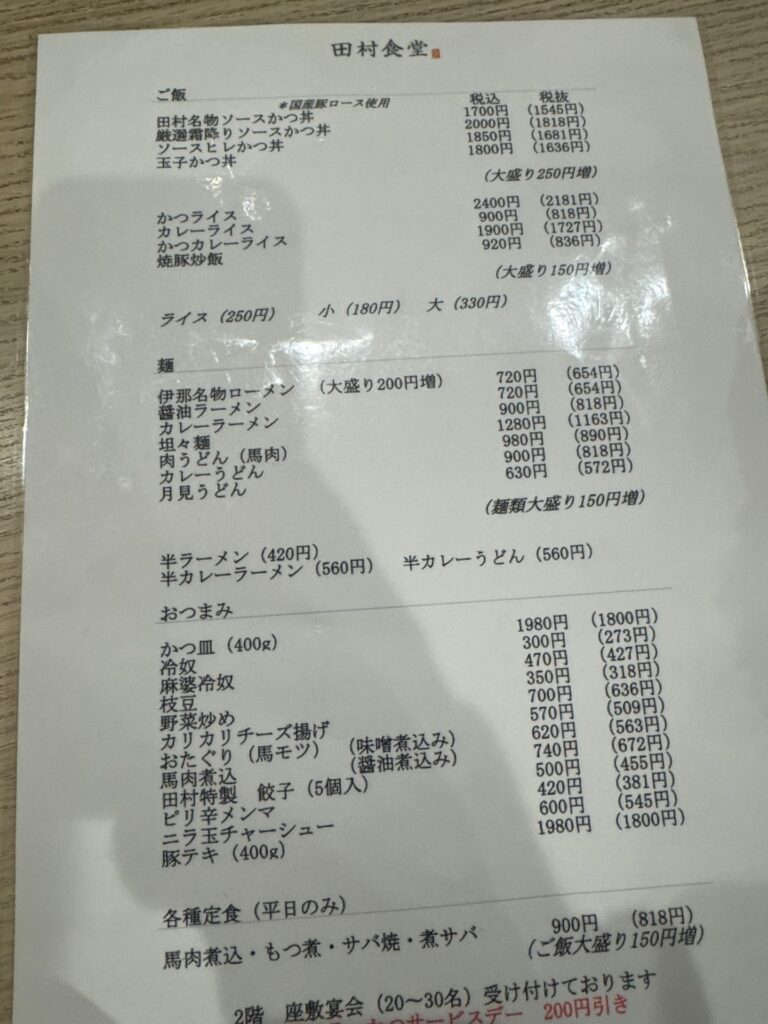 田村食堂
ご飯 税込 税抜
*国産豚ロース使用
田村名物ソースかつ丼 1700円 (1545円)
厳選霜降りソースかつ丼 2000円 (1818円)
ソースヒレかつ丼 1850円 (1681円)
玉子かつ丼 1800円 (1636円)
(大盛り250円増)
かつライス 2400円 (2181円)
カレーライス 900円 (818円)
かつカレーライス 1900円 (1727円)
焼豚炒飯 920円 (836円)
(大盛り150円増)
ライス (250円) 小 (180円) 大 (330円)
麺
伊那名物ローメン (大盛り200円増) 720円 (654円)
醤油ラーメン 720円 (654円)
カレーラーメン 900円 (818円)
坦々麺 1280円 (1163円)
肉うどん (馬肉) 980円 (890円)
カレーうどん 900円 (818円)
月見うどん 630円 (572円)
(麺類大盛り150円増)
半ラーメン (420円)
半カレーラーメン (560円) 半カレーうどん (560円)
おつまみ
かつ皿 (400g) 1980円 (1800円)
冷奴 300円 (273円)
麻婆冷奴 470円 (427円)
枝豆 350円 (318円)
野菜炒め 700円 (636円)
カリカリチーズ揚げ 570円 (509円)
おたぐり (馬モツ) (味噌煮込み) 620円 (563円)
馬肉煮込 (醤油煮込み) 740円 (672円)
田村特製 餃子 (5個入) 500円 (455円)
ピリ辛メンマ 420円 (381円)
ニラ玉チャーシュー 600円 (545円)
豚テキ (400g) 1980円 (1800円)
各種定食 (平日のみ)
馬肉煮込・もつ煮・サバ焼・煮サバ 900円 (818円)
(ご飯大盛り150円増)
2階 座敷宴会 (20～30名) 受け付けております
かつサービスデー 200円引き